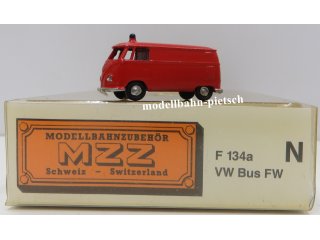 modellbahn-pietsch
MODELLBAHNZUBEHÖR
MZZ
Schweiz - Switzerland
F 134a
VW Bus FW
N